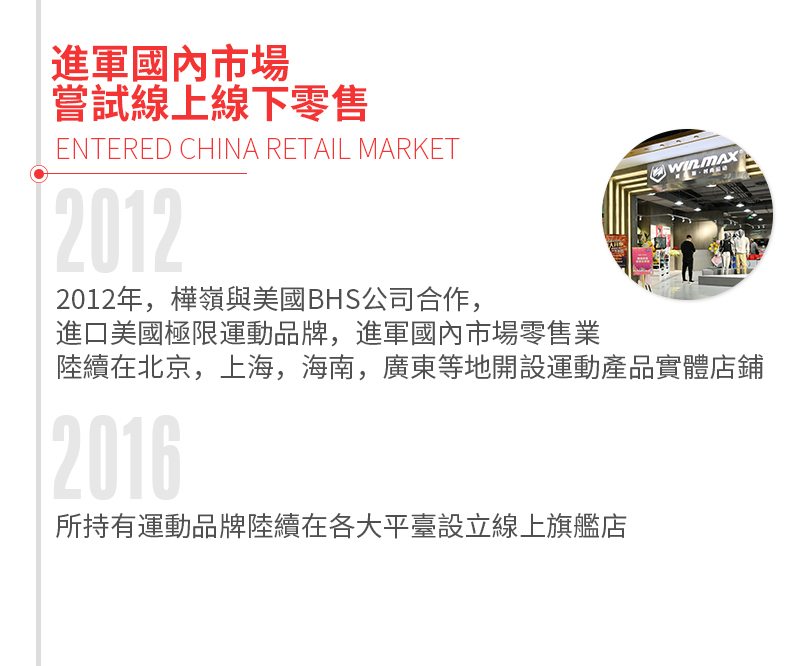 進軍國內市場
嘗試線上線下零售
ENTERED CHINA RETAIL MARKET
WINMAX
2012
2012年，樺嶺與美國BHS公司合作，
進口美國極限運動品牌，進軍國內市場零售業
陸續在北京，上海，海南，廣東等地開設運動產品實體店鋪
2016
所持有運動品牌陸續在各大平臺設立線上旗艦店